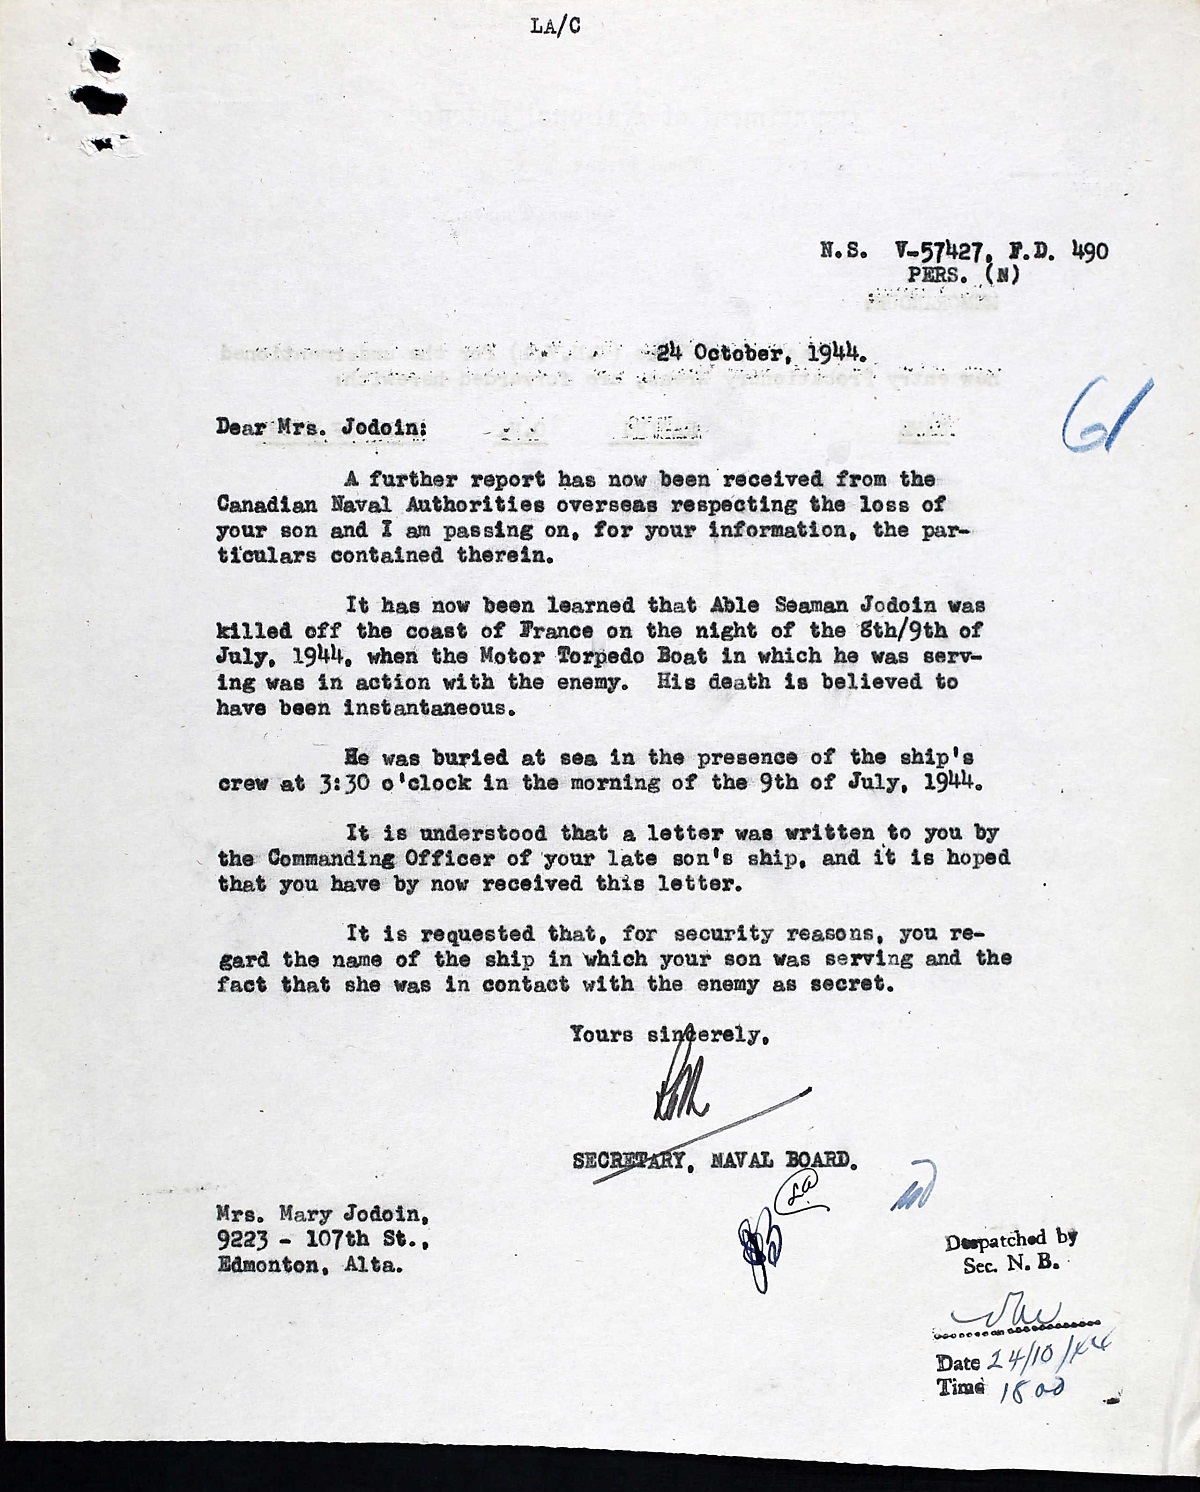 LA/C
N.S. V-57427, F.D. 490
PERS. (N)
24 October, 1944.
61
Dear Mrs. Jodoin:
A further report has now been received from the
Canadian Naval Authorities overseas respecting the loss of
your son and I am passing on, for your information, the par-
ticulars contained therein.
It has now been learned that Able Seaman Jodoin was
killed off the coast of France on the night of the 8th/9th of
July, 1944, when the Motor Torpedo Boat in which he was serv-
ing was in action with the enemy. His death is believed to
have been instantaneous.
He was buried at sea in the presence of the ship's
crew at 3:30 o'clock in the morning of the 9th of July, 1944.
It is understood that a letter was written to you by
the Commanding Officer of your late son's ship, and it is hoped
that you have by now received this letter.
It is requested that, for security reasons, you re-
gard the name of the ship in which your son was serving and the
fact that she was in contact with the enemy as secret.
Yours sincerely,
SECRETARY, NAVAL BOARD.
Mrs. Mary Jodoin,
9223 - 107th St.,
Edmonton, Alta.
LA
Despatched by
Sec. N. B.
Date 24/10/44
Time 1800